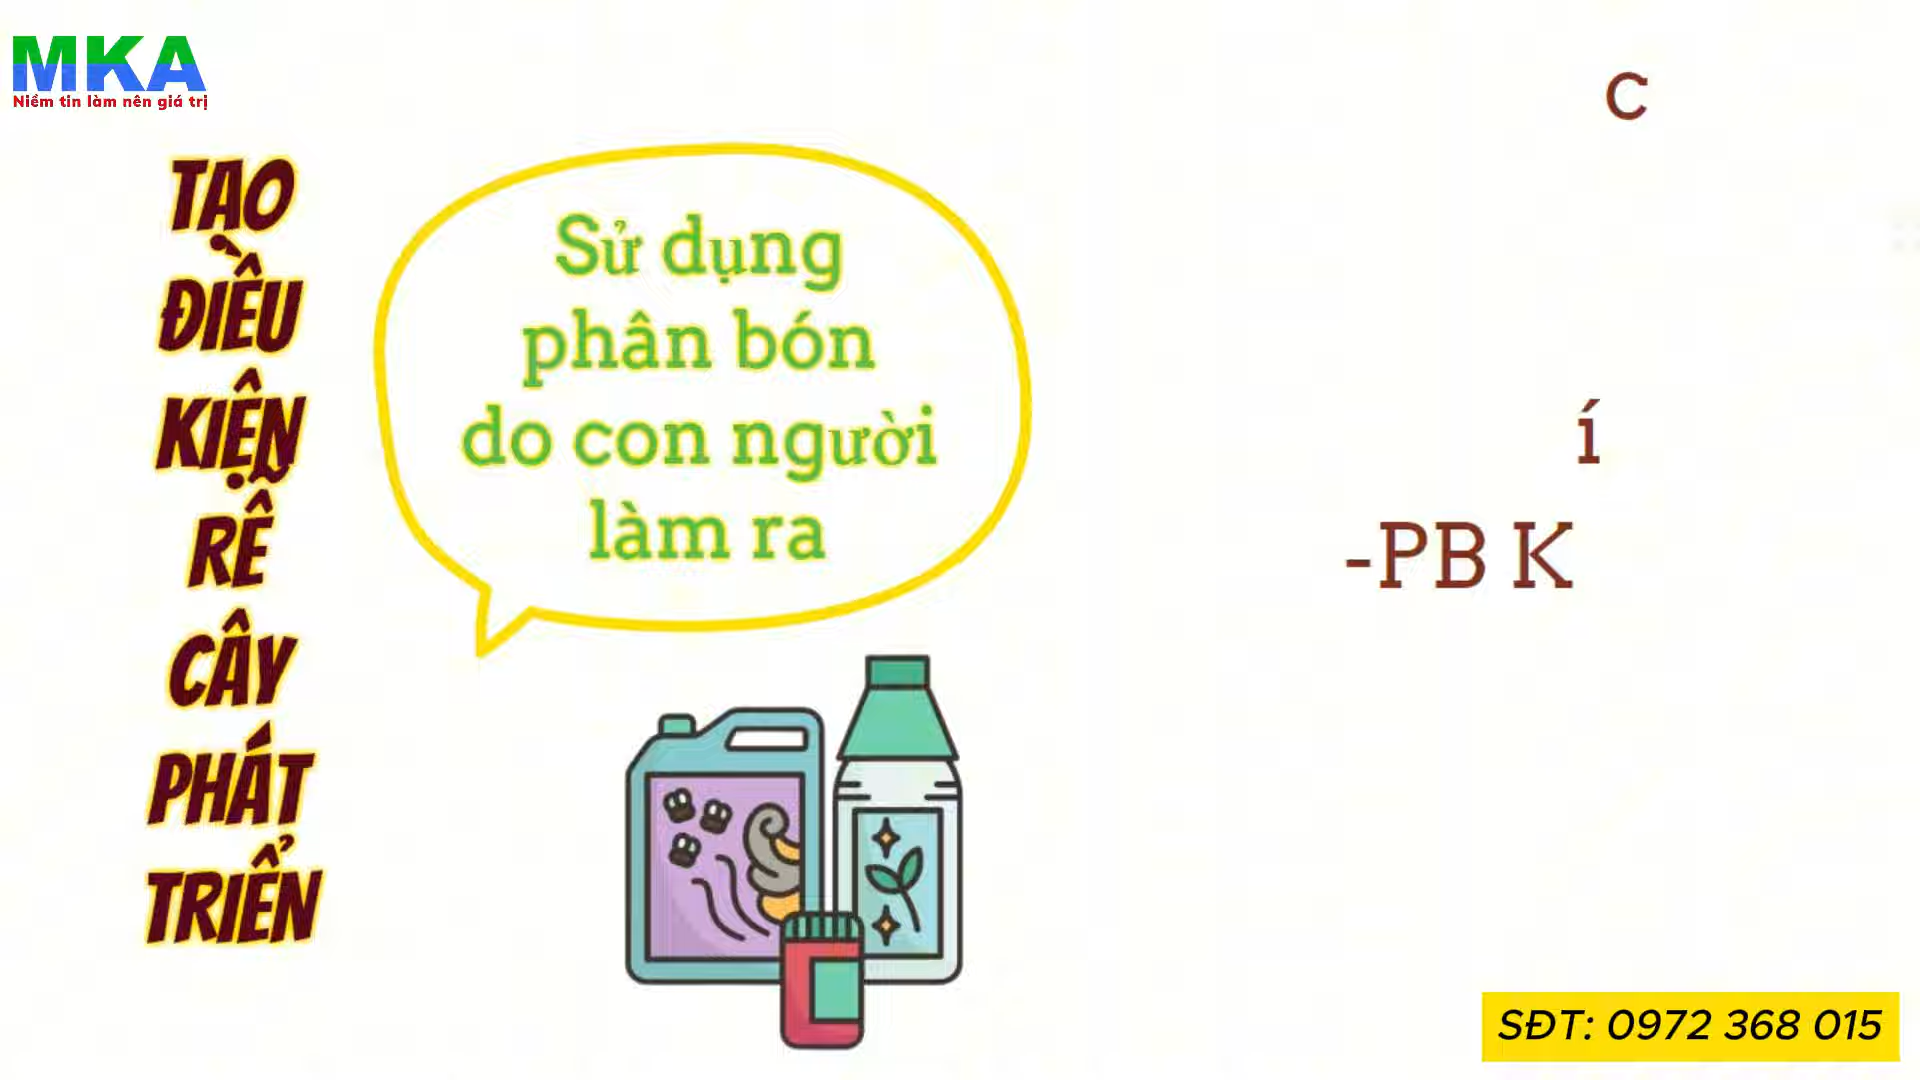 MKA
Niềm tin làm nên giá trị
TẠO
ĐIỀU
KIỆN
RỄ
CÂY
PHÁT
TRIỂN
Sử dụng
phân bón
do con người
làm ra
c
í
-PB K
SĐT: 0972 368 015